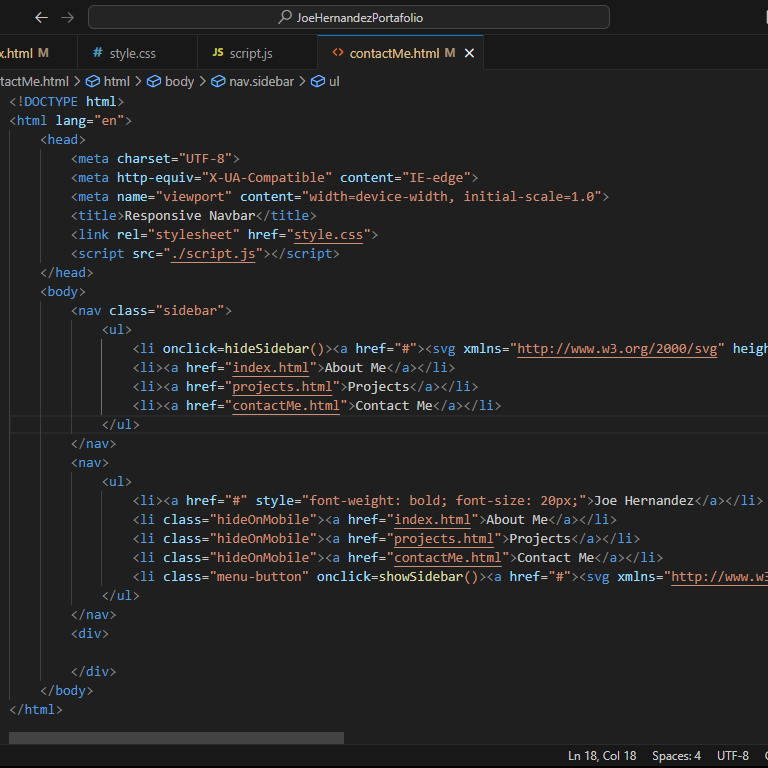 JoeHernandezPortafolio
x.html M # style.css JS script.js <> contactMe.html M
tactMe.html > html > body > nav.sidebar > ul
<!DOCTYPE html>
<html lang="en">
<head>
<meta charset="UTF-8">
<meta http-equiv="X-UA-Compatible" content="IE-edge">
<meta name="viewport" content="width=device-width, initial-scale=1.0">
<title>Responsive Navbar</title>
<link rel="stylesheet" href="style.css">
<script src="./script.js"></script>
</head>
<body>
<nav class="sidebar">
<ul>
<li onclick=hideSidebar()><a href="#"><svg xmlns="http://www.w3.org/2000/svg" heigh
<li><a href="index.html">About Me</a></li>
<li><a href="projects.html">Projects</a></li>
<li><a href="contactMe.html">Contact Me</a></li>
</ul>
</nav>
<nav>
<ul>
<li><a href="#" style="font-weight: bold; font-size: 20px;">Joe Hernandez</a></li>
<li class="hideOnMobile"><a href="index.html">About Me</a></li>
<li class="hideOnMobile"><a href="projects.html">Projects</a></li>
<li class="hideOnMobile"><a href="contactMe.html">Contact Me</a></li>
<li class="menu-button" onclick=showSidebar()><a href="#"><svg xmlns="http://www.w3
</ul>
</nav>
<div>
</div>
</body>
</html>
Ln 18, Col 18 Spaces: 4 UTF-8